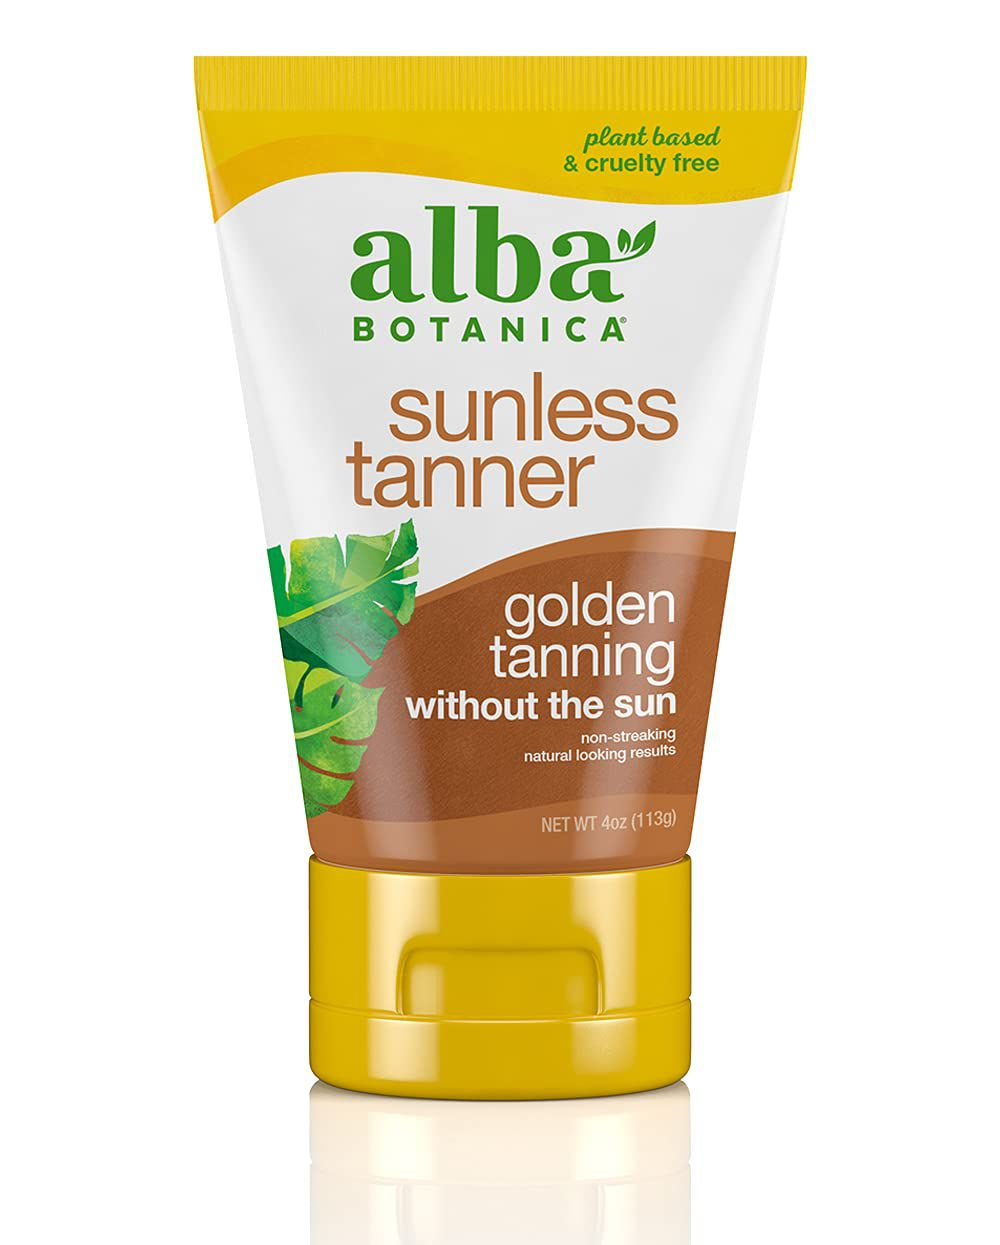 plant based
& cruelty free
alba
BOTANICA®
sunless
tanner
golden
tanning
without the sun
non-streaking
natural looking results
NET WT 4oz (113g)